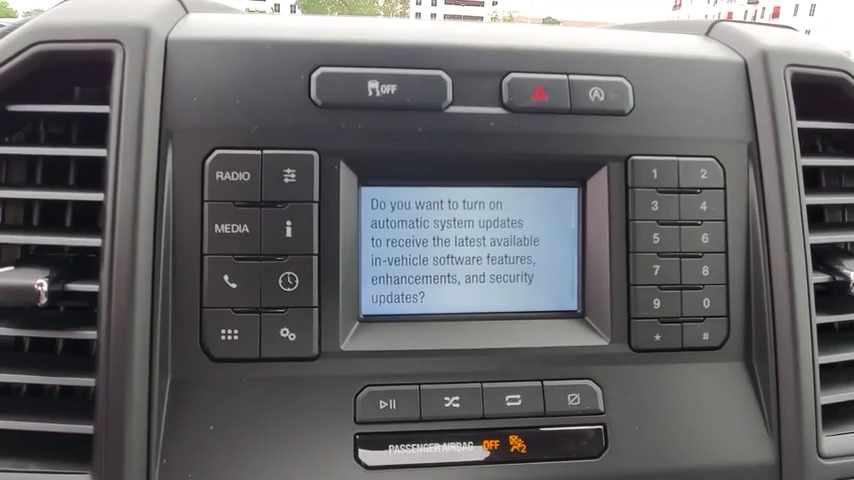 OFF
RADIO
MEDIA
Do you want to turn on
automatic system updates
to receive the latest available
in-vehicle software features,
enhancements, and security
updates?
1 2
3 4
5 6
7 8
9 0
* #
PASSENGER AIRBAG OFF 2